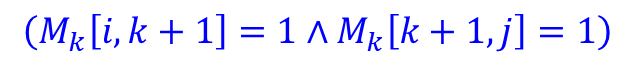 (M_k[i, k + 1] = 1 ∧ M_k[k + 1, j] = 1)